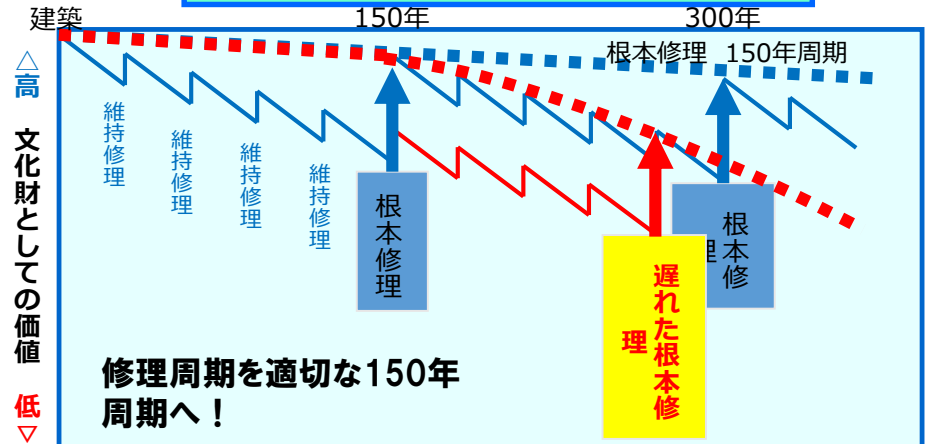 建築
150年
300年
根本修理 150年周期
△
高
文化財としての価値
低
▽
維持修理
維持修理
維持修理
維持修理
根本修理
根本修
理
遅れた根本修
理
修理周期を適切な150年
周期へ！